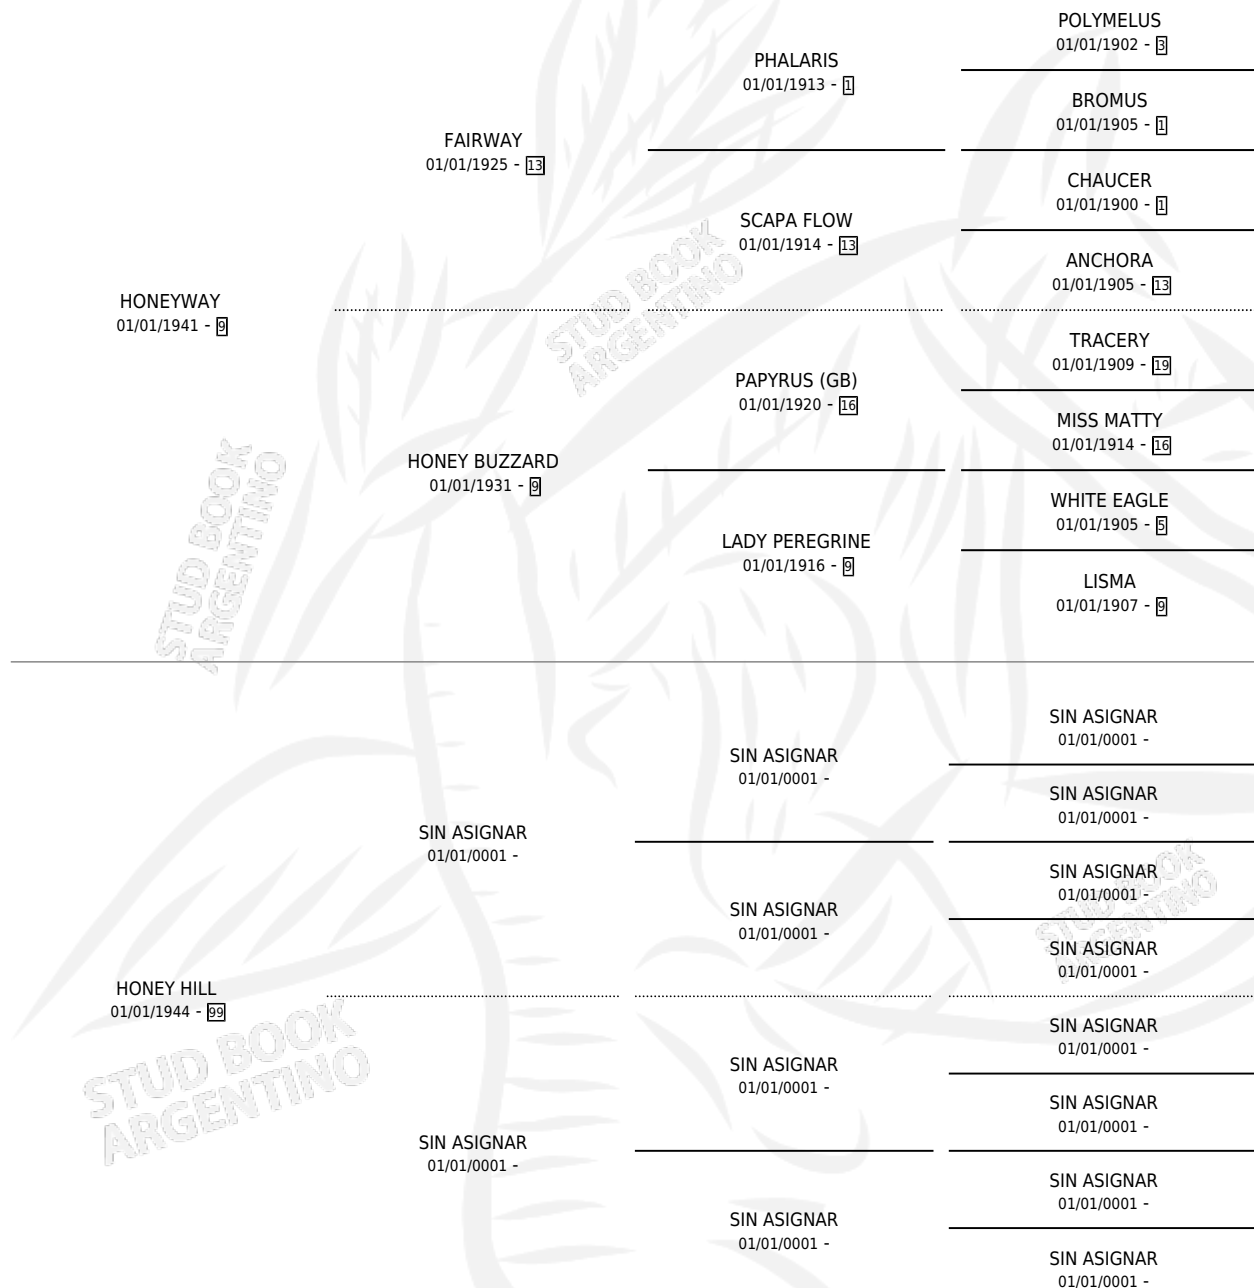 POLYMELUS
01/01/1902 - 3
PHALARIS
01/01/1913 - 1
BROMUS
01/01/1905 - 1
FAIRWAY
01/01/1925 - 13
CHAUCER
01/01/1900 - 1
SCAPA FLOW
01/01/1914 - 13
ANCHORA
01/01/1905 - 13
HONEYWAY
01/01/1941 - 9
TRACERY
01/01/1909 - 19
PAPYRUS (GB)
01/01/1920 - 16
MISS MATTY
01/01/1914 - 16
HONEY BUZZARD
01/01/1931 - 9
WHITE EAGLE
01/01/1905 - 5
LADY PEREGRINE
01/01/1916 - 9
LISMA
01/01/1907 - 9
STUD BOOK
ARGENTINO
STUD BOOK
ARGENTINO
SIN ASIGNAR
01/01/0001 -
SIN ASIGNAR
01/01/0001 -
SIN ASIGNAR
01/01/0001 -
SIN ASIGNAR
01/01/0001 -
SIN ASIGNAR
01/01/0001 -
SIN ASIGNAR
01/01/0001 -
SIN ASIGNAR
01/01/0001 -
HONEY HILL
01/01/1944 - 99
SIN ASIGNAR
01/01/0001 -
SIN ASIGNAR
01/01/0001 -
SIN ASIGNAR
01/01/0001 -
SIN ASIGNAR
01/01/0001 -
SIN ASIGNAR
01/01/0001 -
SIN ASIGNAR
01/01/0001 -
SIN ASIGNAR
01/01/0001 -
STUD BOOK
ARGENTINO
STUD BOOK
ARGENTINO